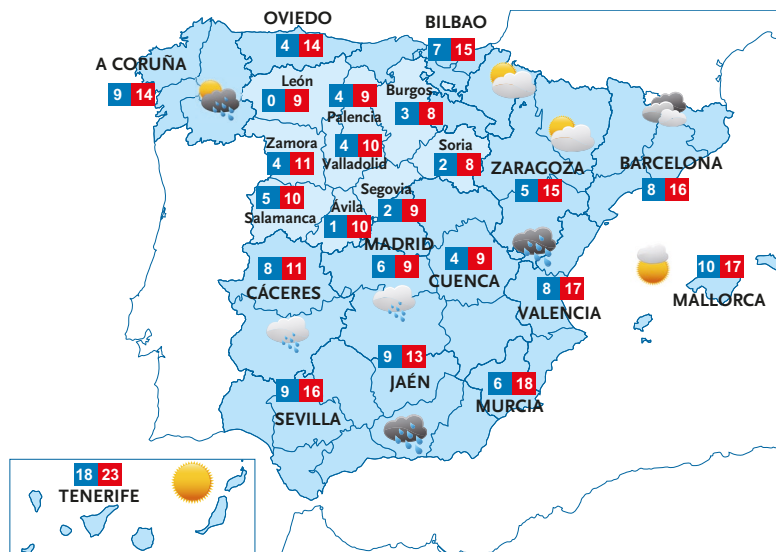 OVIEDO
4 14
BILBAO
7 15
A CORUÑA
9 14
León
0 9
4 9
Palencia
Burgos
3 8
Zamora
4 11
4 10
Valladolid
Soria
2 8
ZARAGOZA
5 15
BARCELONA
8 16
5 10
Salamanca
Ávila
1 10
Segovia
2 9
MADRID
6 9
4 9
CUENCA
8 11
CÁCERES
8 17
VALENCIA
10 17
MALLORCA
9 13
JAÉN
6 18
MURCIA
9 16
SEVILLA
18 23
TENERIFE